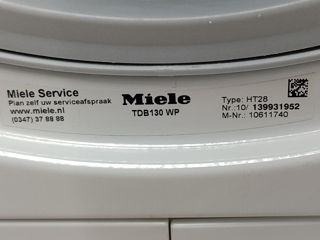 Miele Service
Plan zelf uw serviceafspraak
www.miele.nl
(0347) 37 88 88
Miele
TDB130 WP
Type: HT28
Nr.:10/ 139931952
M-Nr.: 10611740